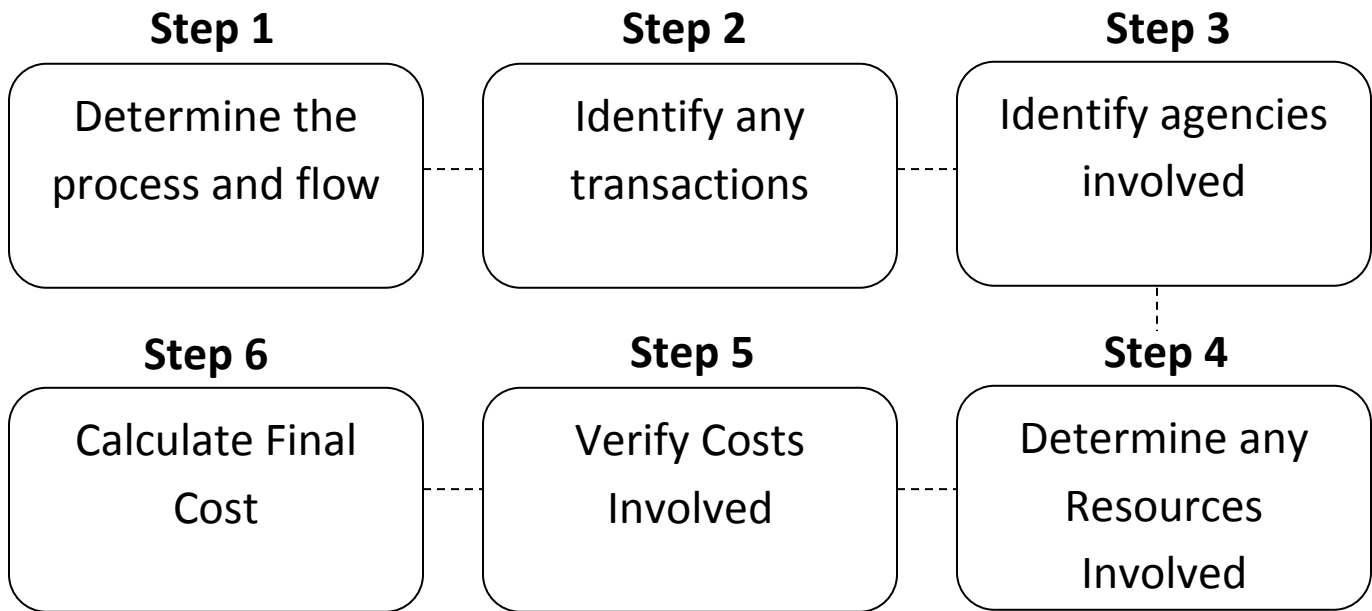 Step 1
Determine the
process and flow
Step 2
Identify any
transactions
Step 3
Identify agencies
involved
Step 4
Determine any
Resources
Involved
Step 5
Verify Costs
Involved
Step 6
Calculate Final
Cost